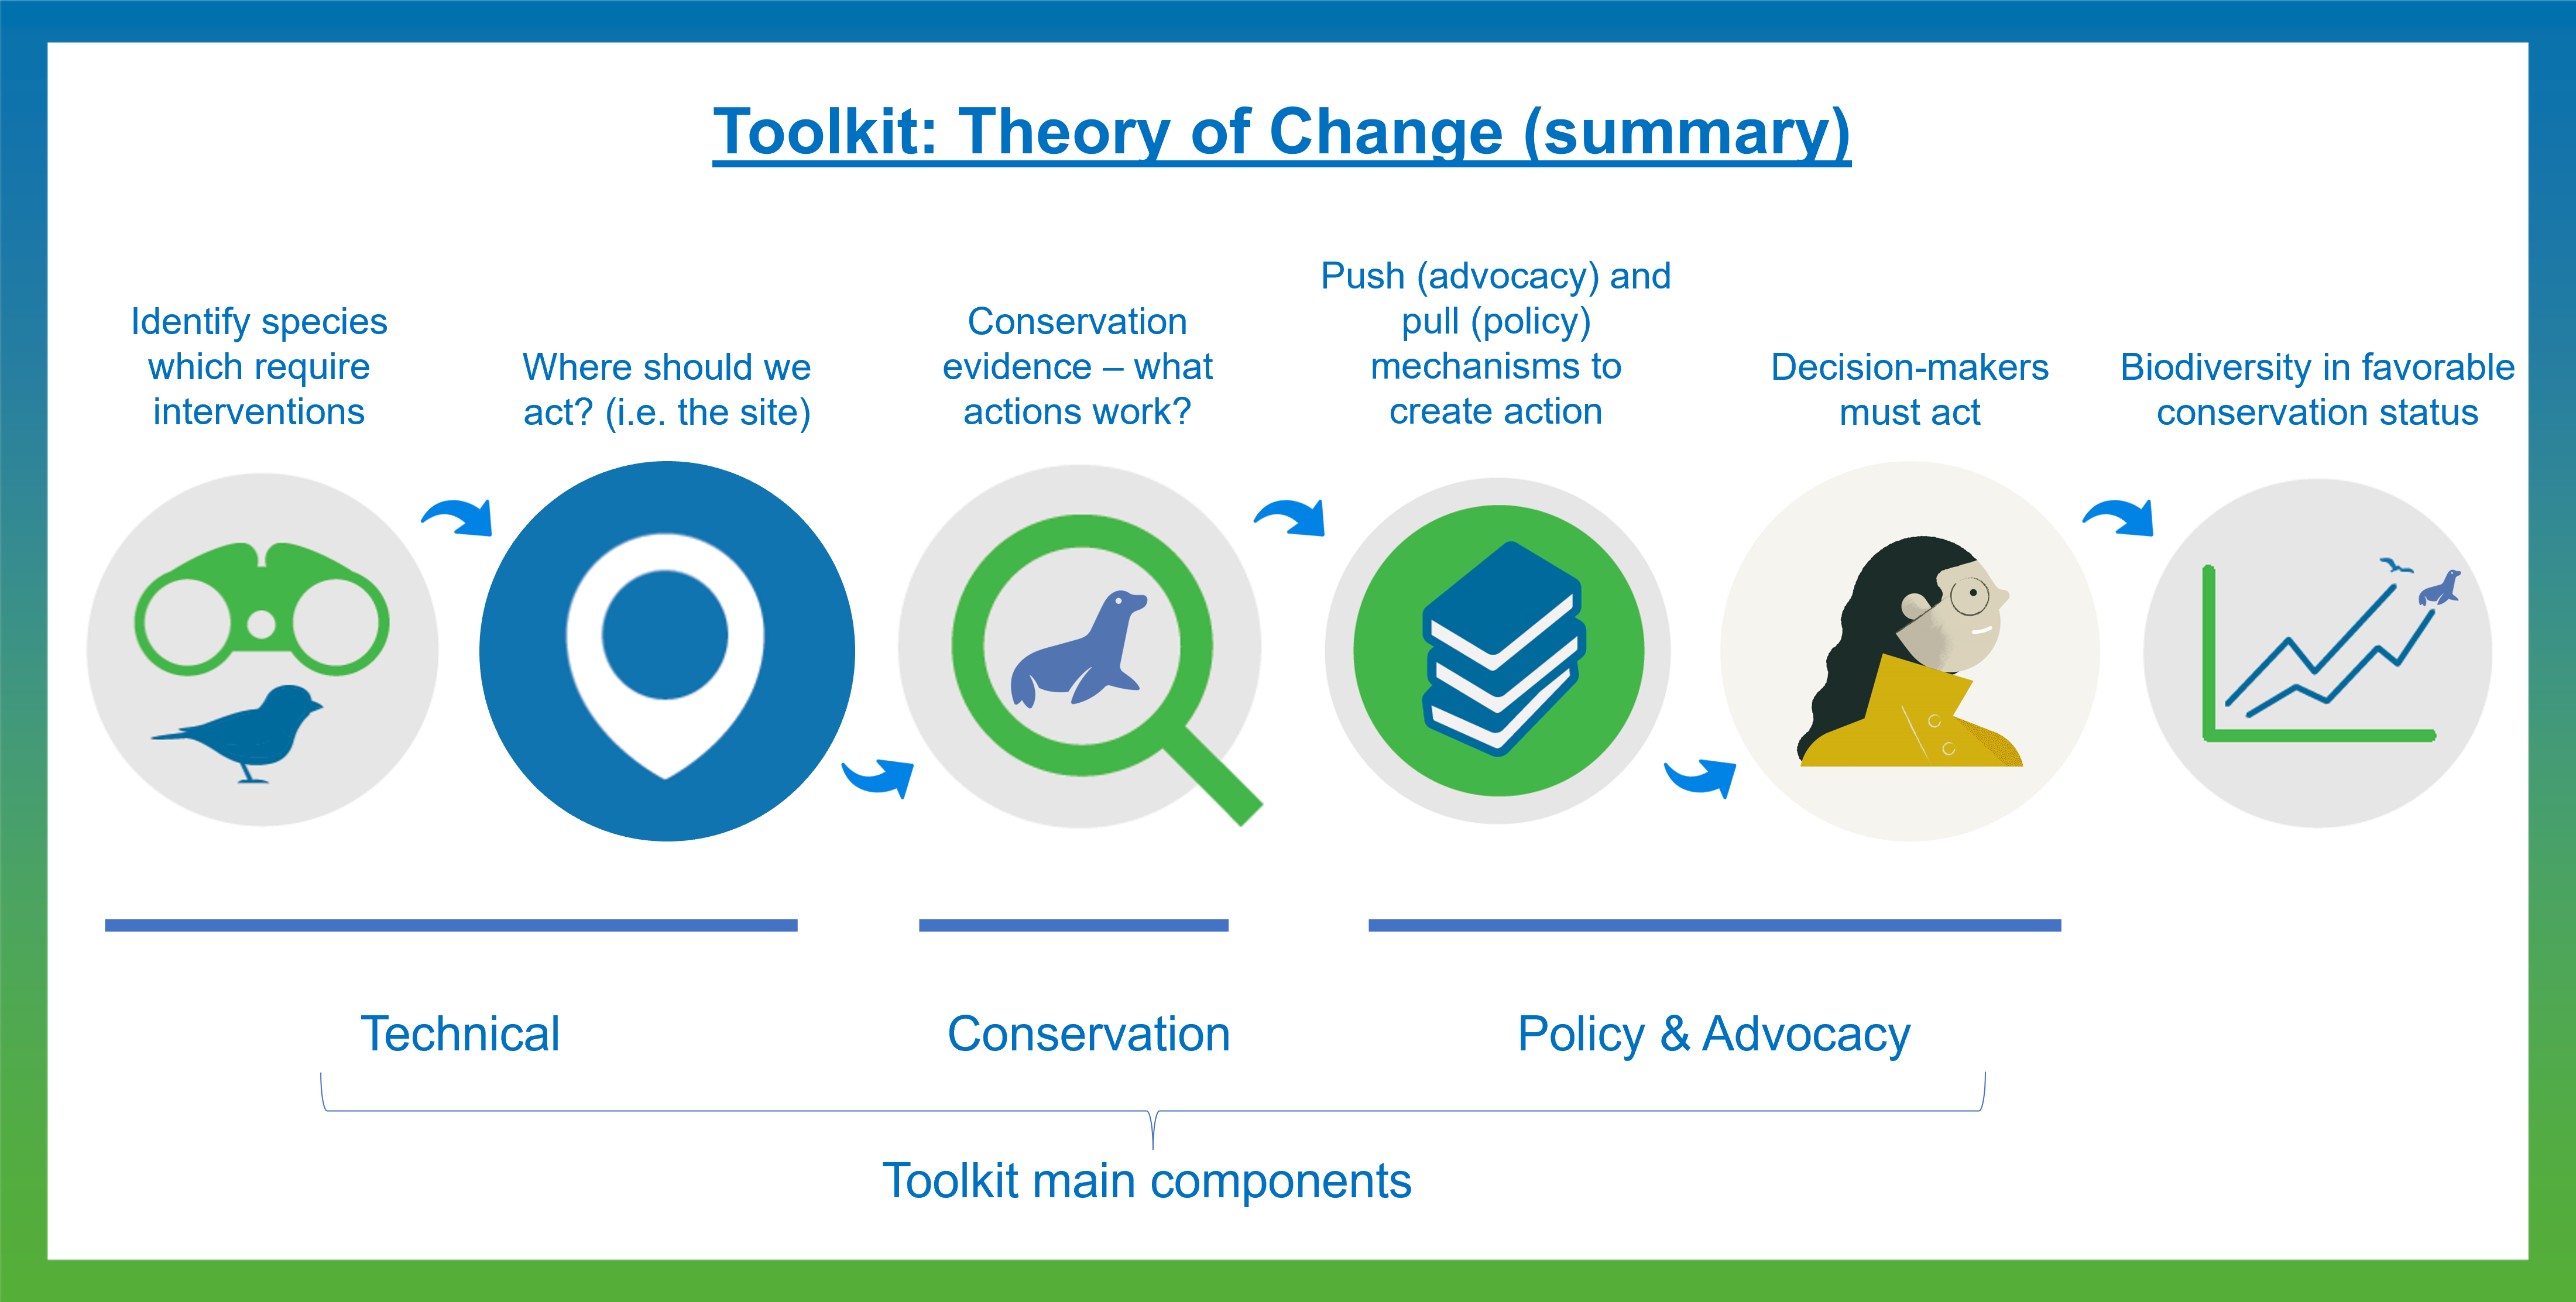 Toolkit: Theory of Change (summary)
Identify species
which require
interventions
Where should we
act? (i.e. the site)
Conservation
evidence – what
actions work?
Push (advocacy) and
pull (policy)
mechanisms to
create action
Decision-makers
must act
Biodiversity in favorable
conservation status
Technical
Conservation
Policy & Advocacy
Toolkit main components